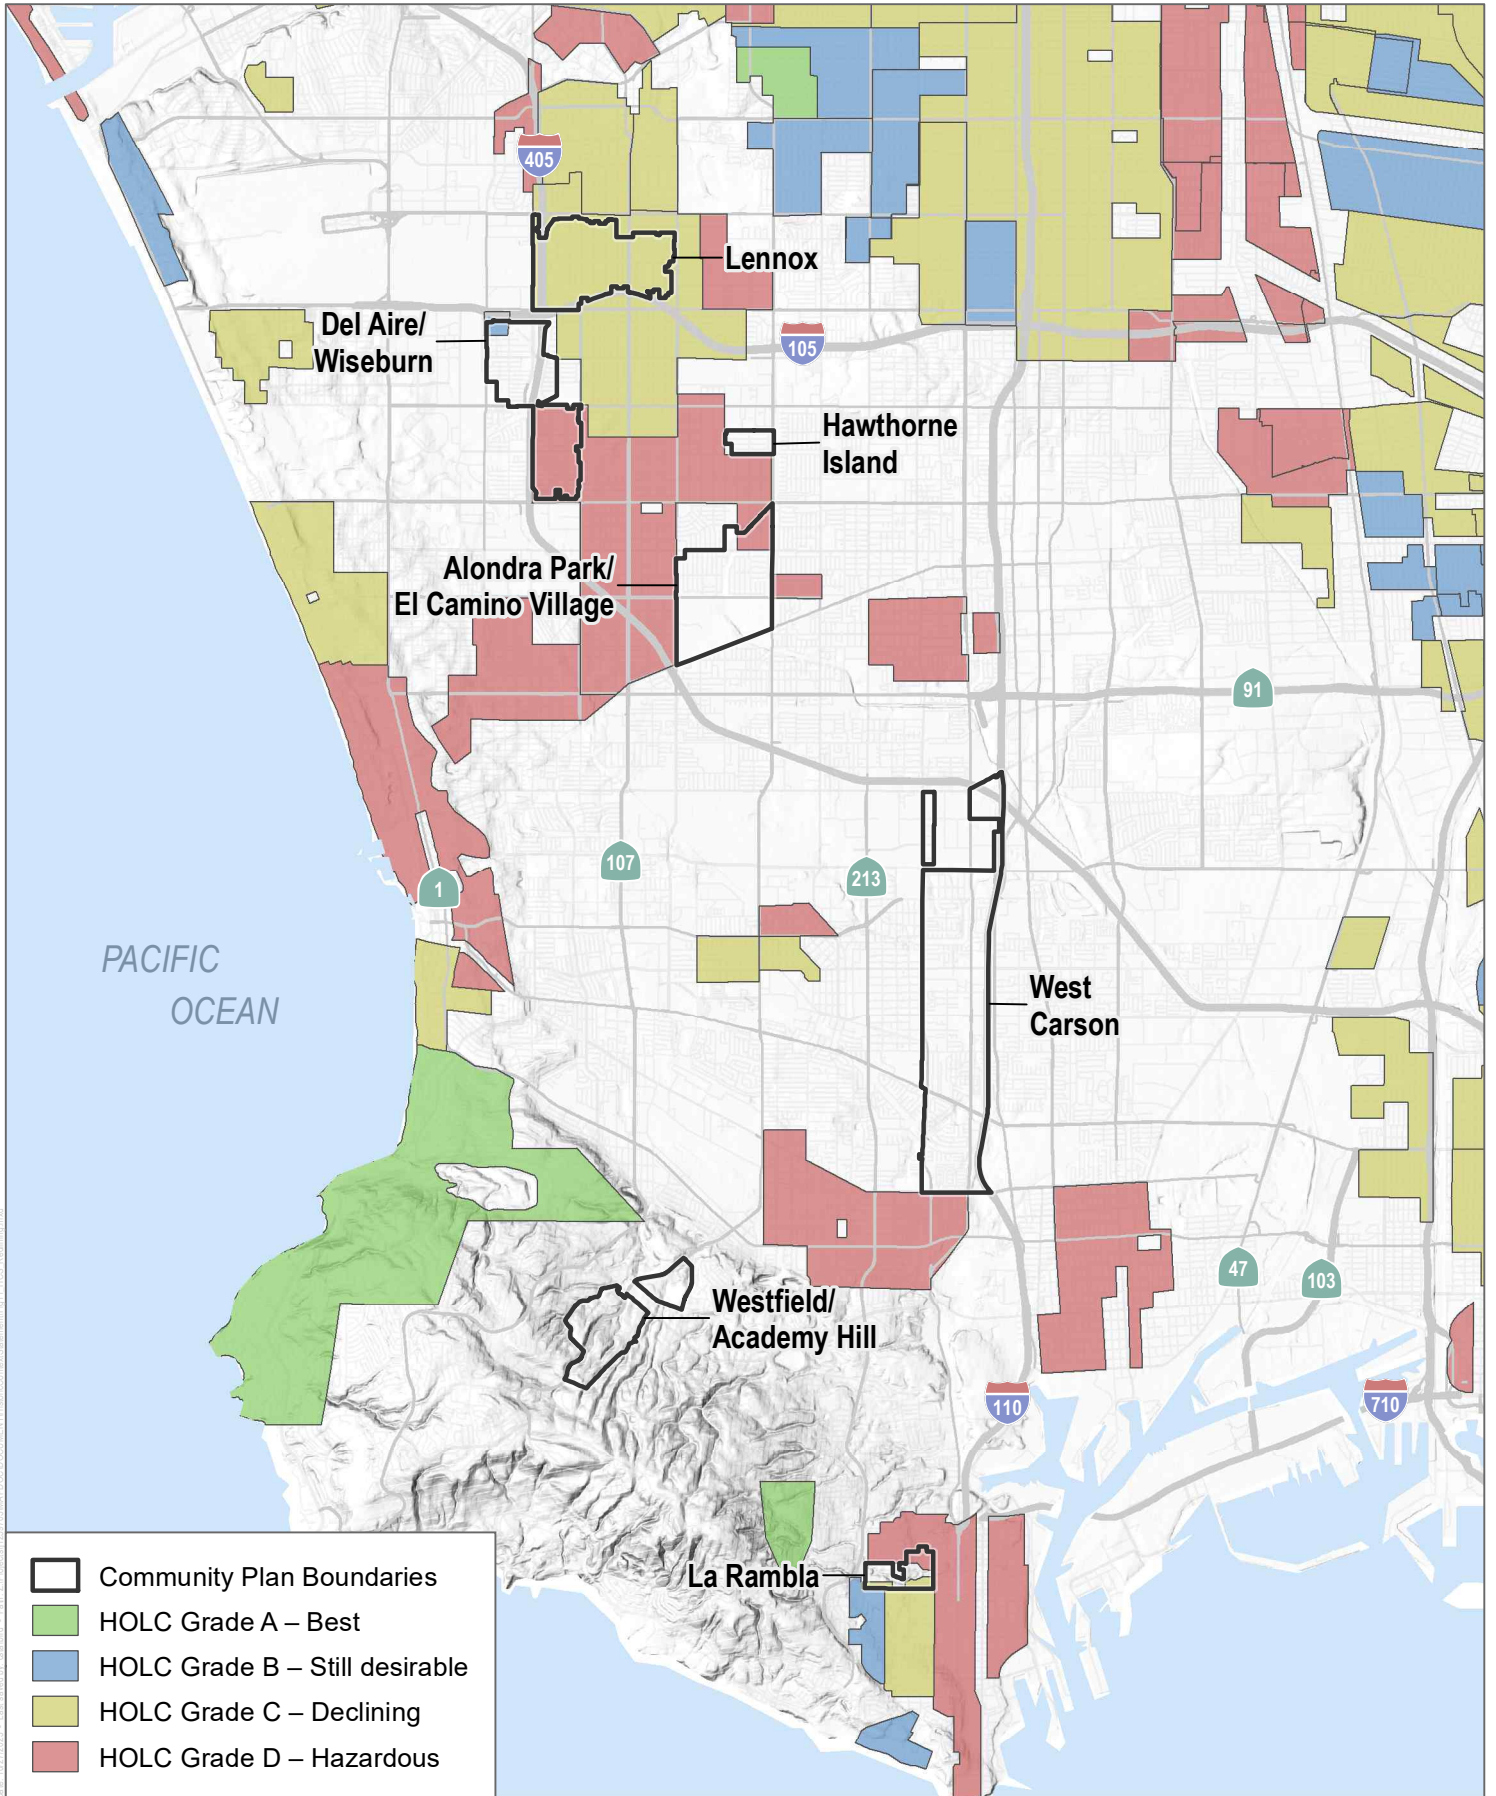 405
Lennox
Del Aire/
Wiseburn
105
Hawthorne
Island
Alondra Park/
El Camino Village
91
107
213
1
PACIFIC
OCEAN
West
Carson
47
103
Westfield/
Academy Hill
110
710
La Rambla
Community Plan Boundaries
HOLC Grade A – Best
HOLC Grade B – Still desirable
HOLC Grade C – Declining
HOLC Grade D – Hazardous